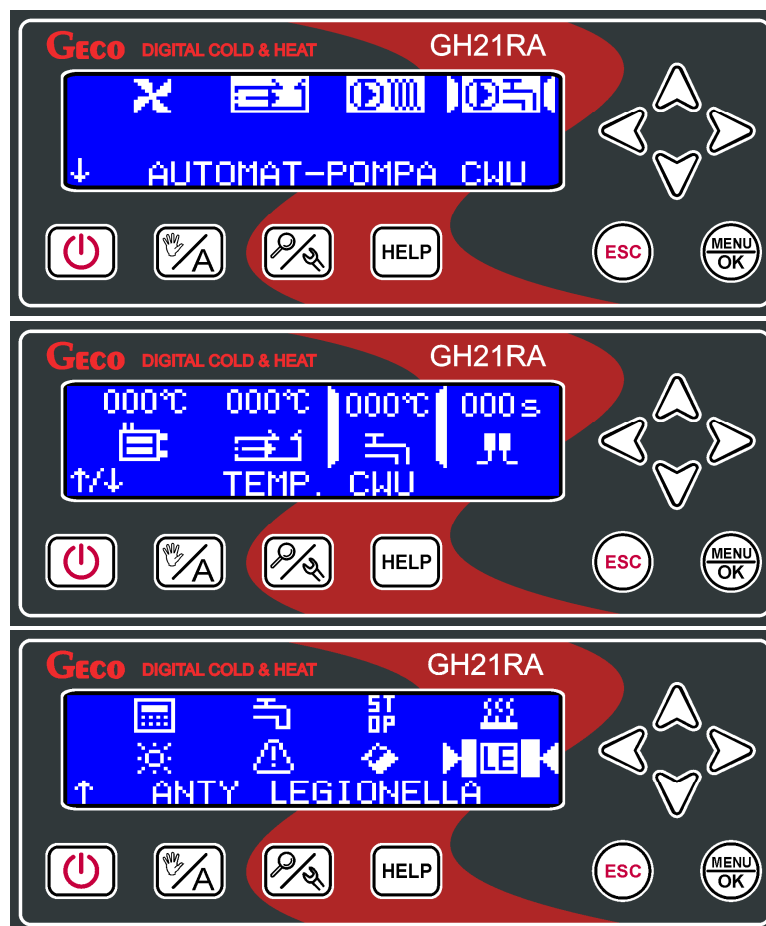 GECO DIGITAL COLD & HEAT GH21RA
↓ AUTOMAT-POMPA CWU
A HELP ESC MENU OK
GECO DIGITAL COLD & HEAT GH21RA
000°C 000°C 000°C 000s
↑/↓ TEMP. CWU
A HELP ESC MENU OK
GECO DIGITAL COLD & HEAT GH21RA
STOP
LE
↑ ANTY LEGIONELLA
A HELP ESC MENU OK